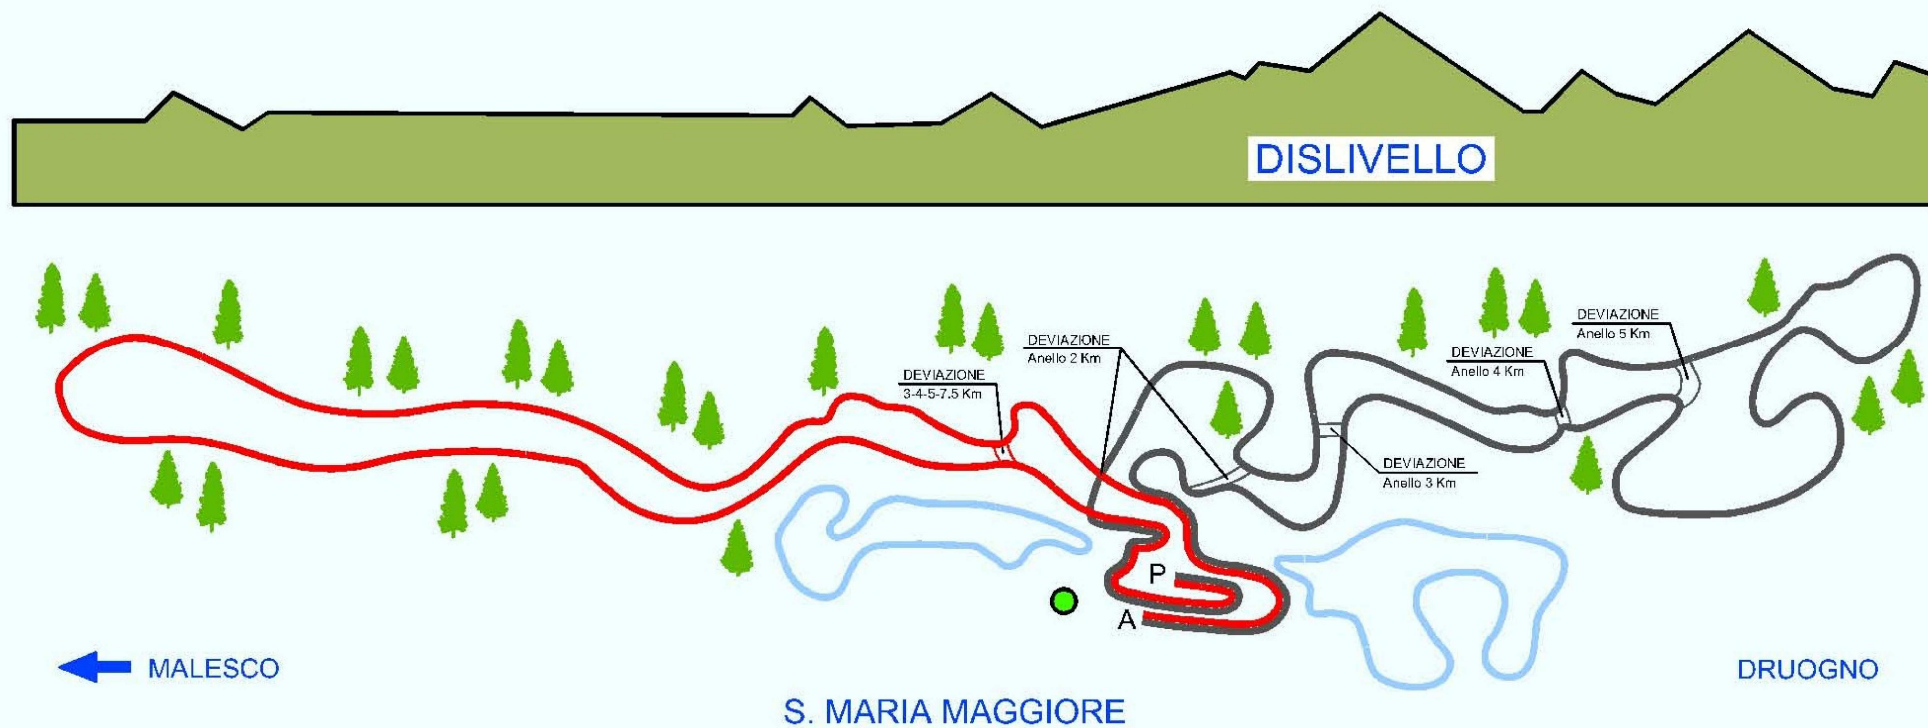 DISLIVELLO
DEVIAZIONE
Anello 5 Km
DEVIAZIONE
Anello 2 Km
DEVIAZIONE
Anello 4 Km
DEVIAZIONE
3-4-5-7.5 Km
DEVIAZIONE
Anello 3 Km
P
A
MALESCO
DRUOGNO
S. MARIA MAGGIORE